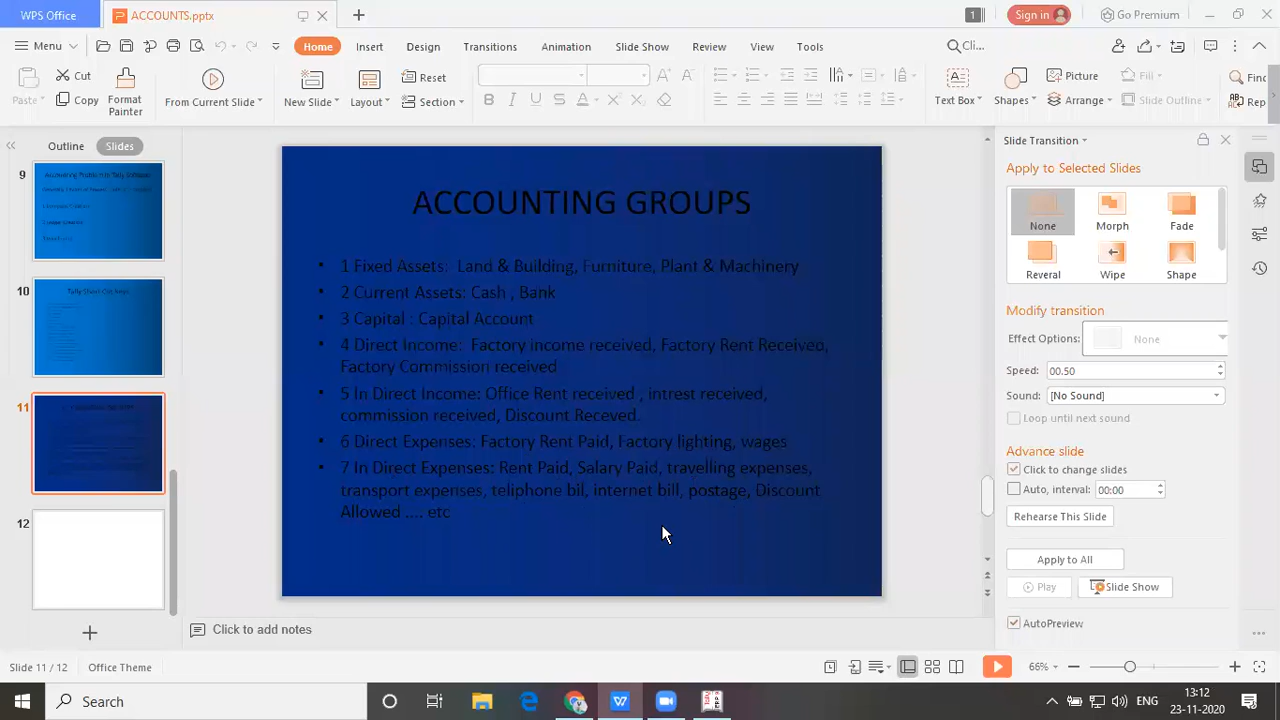 WPS Office
ACCOUNTS.pptx
1
Sign in
Go Premium
Menu
Home
Insert
Design
Transitions
Animation
Slide Show
Review
View
Tools
Cli...
Paste
Cut
Copy
Format
Painter
From Current Slide
New Slide
Layout
Reset
Section
B I U S A
Text Box
Shapes
Picture
Arrange
Fill
Slide Outline
Find
Rep
Outline
Slides
9
10
11
12
ACCOUNTING GROUPS
• 1 Fixed Assets: Land & Building, Furniture, Plant & Machinery
• 2 Current Assets: Cash , Bank
• 3 Capital : Capital Account
• 4 Direct Income: Factory income received, Factory Rent Received,
Factory Commission received
• 5 In Direct Income: Office Rent received , intrest received,
commission received, Discount Receved.
• 6 Direct Expenses: Factory Rent Paid, Factory lighting, wages
• 7 In Direct Expenses: Rent Paid, Salary Paid, travelling expenses,
transport expenses, teliphone bil, internet bill, postage, Discount
Allowed .... etc
Click to add notes
Slide Transition
Apply to Selected Slides
None
Morph
Fade
Reveral
Wipe
Shape
Modify transition
Effect Options:
None
Speed:
00.50
Sound:
[No Sound]
Loop until next sound
Advance slide
Click to change slides
Auto, interval:
00:00
Rehearse This Slide
Apply to All
Play
Slide Show
AutoPreview
Slide 11 / 12
Office Theme
66%
Search
ENG
13:12
23-11-2020